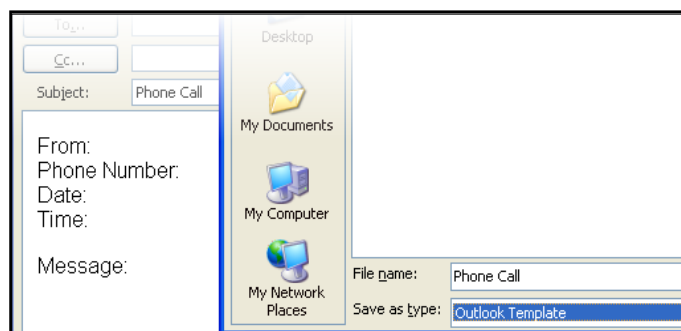 To...
Cc...
Subject: Phone Call
From:
Phone Number:
Date:
Time:
Message:
Desktop
My Documents
My Computer
My Network
Places
File name: Phone Call
Save as type: Outlook Template